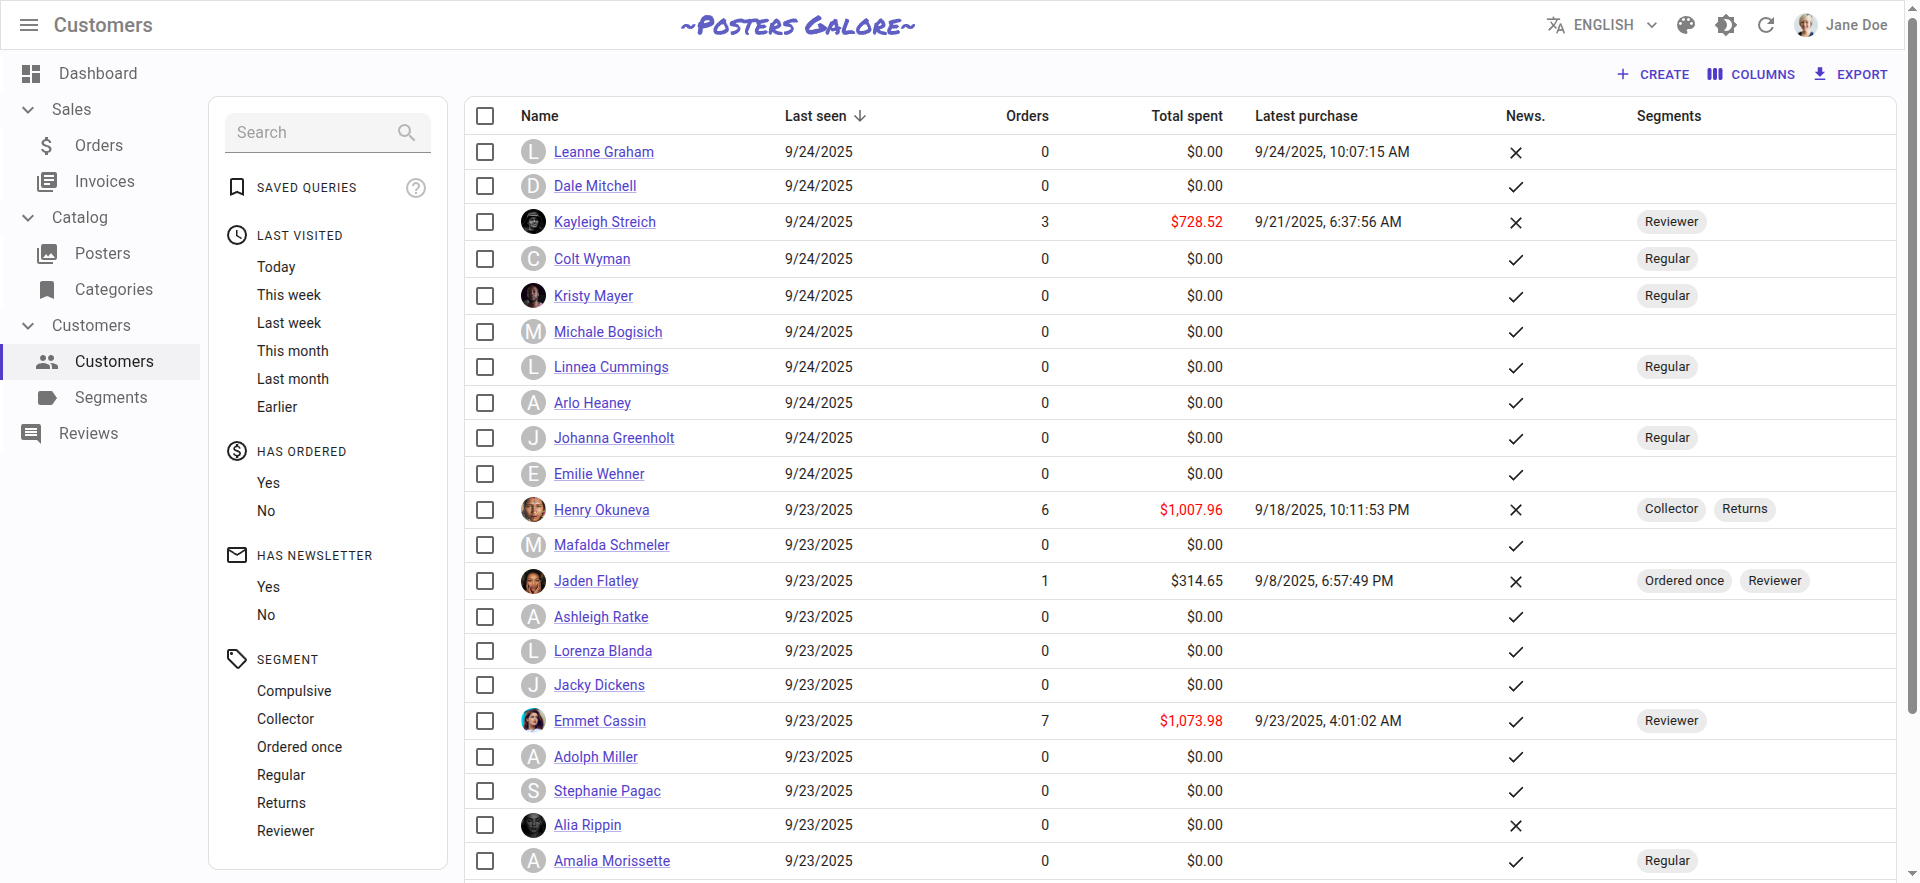 Customers
~Posters Galore~
ENGLISH
Jane Doe
Dashboard
Sales
Orders
Invoices
Catalog
Posters
Categories
Customers
Customers
Segments
Reviews
CREATE
COLUMNS
EXPORT
Search
SAVED QUERIES
?
LAST VISITED
Today
This week
Last week
This month
Last month
Earlier
HAS ORDERED
Yes
No
HAS NEWSLETTER
Yes
No
SEGMENT
Compulsive
Collector
Ordered once
Regular
Returns
Reviewer
Name Last seen Orders Total spent Latest purchase News. Segments
L Leanne Graham 9/24/2025 0 $0.00 9/24/2025, 10:07:15 AM
D Dale Mitchell 9/24/2025 0 $0.00
Kayleigh Streich 9/24/2025 3 $728.52 9/21/2025, 6:37:56 AM Reviewer
C Colt Wyman 9/24/2025 0 $0.00 Regular
Kristy Mayer 9/24/2025 0 $0.00 Regular
M Michale Bogisich 9/24/2025 0 $0.00
L Linnea Cummings 9/24/2025 0 $0.00 Regular
A Arlo Heaney 9/24/2025 0 $0.00
J Johanna Greenholt 9/24/2025 0 $0.00 Regular
E Emilie Wehner 9/24/2025 0 $0.00
Henry Okuneva 9/23/2025 6 $1,007.96 9/18/2025, 10:11:53 PM Collector Returns
M Mafalda Schmeler 9/23/2025 0 $0.00
Jaden Flatley 9/23/2025 1 $314.65 9/8/2025, 6:57:49 PM Ordered once Reviewer
A Ashleigh Ratke 9/23/2025 0 $0.00
L Lorenza Blanda 9/23/2025 0 $0.00
J Jacky Dickens 9/23/2025 0 $0.00
Emmet Cassin 9/23/2025 7 $1,073.98 9/23/2025, 4:01:02 AM Reviewer
A Adolph Miller 9/23/2025 0 $0.00
S Stephanie Pagac 9/23/2025 0 $0.00
Alia Rippin 9/23/2025 0 $0.00
A Amalia Morissette 9/23/2025 0 $0.00 Regular